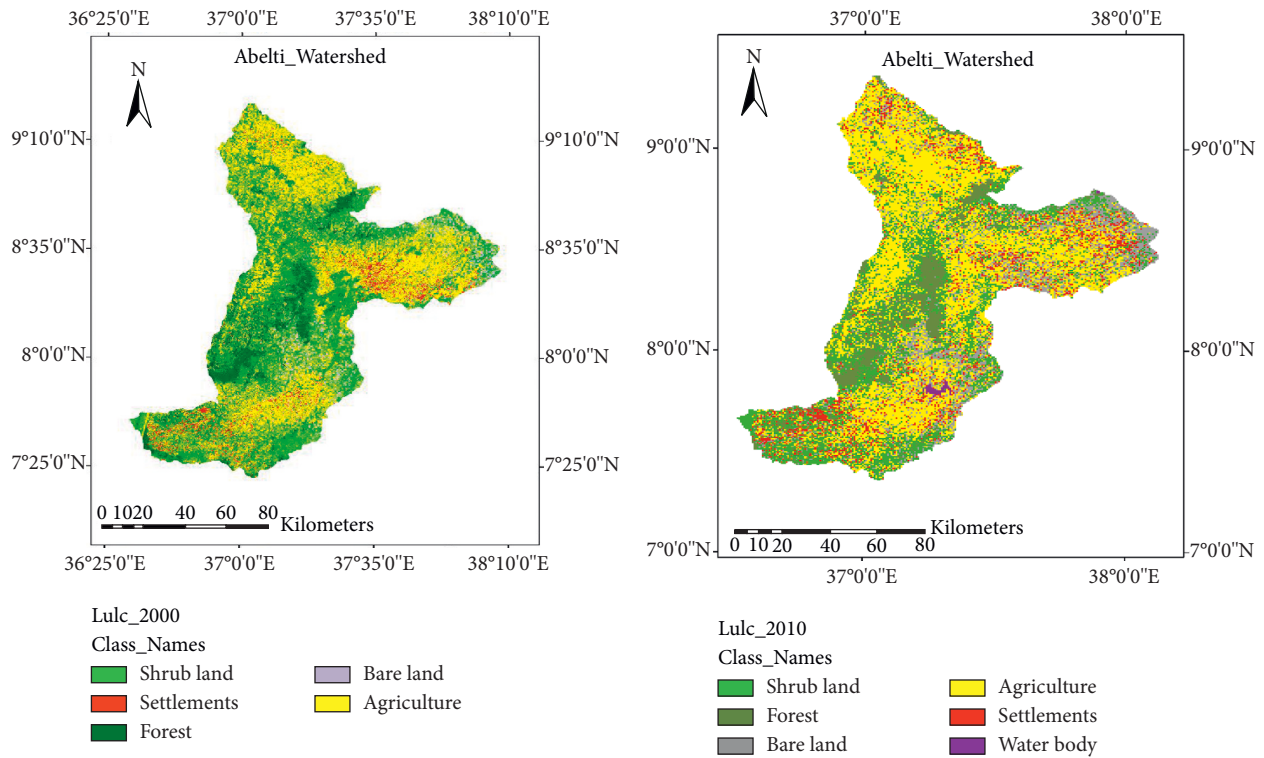 36°25'0"E 37°0'0"E 37°35'0"E 38°10'0"E
Abelti_Watershed
N
9°10'0"N 9°10'0"N
8°35'0"N 8°35'0"N
8°0'0"N 8°0'0"N
7°25'0"N 7°25'0"N
0 10 20 40 60 80
Kilometers
36°25'0"E 37°0'0"E 37°35'0"E 38°10'0"E
Lulc_2000
Class_Names
Shrub land Bare land
Settlements Agriculture
Forest
37°0'0"E 38°0'0"E
Abelti_Watershed
N
9°0'0"N 9°0'0"N
8°0'0"N 8°0'0"N
Kilometers
0 10 20 40 60 80
7°0'0"N 7°0'0"N
37°0'0"E 38°0'0"E
Lulc_2010
Class_Names
Shrub land Agriculture
Forest Settlements
Bare land Water body